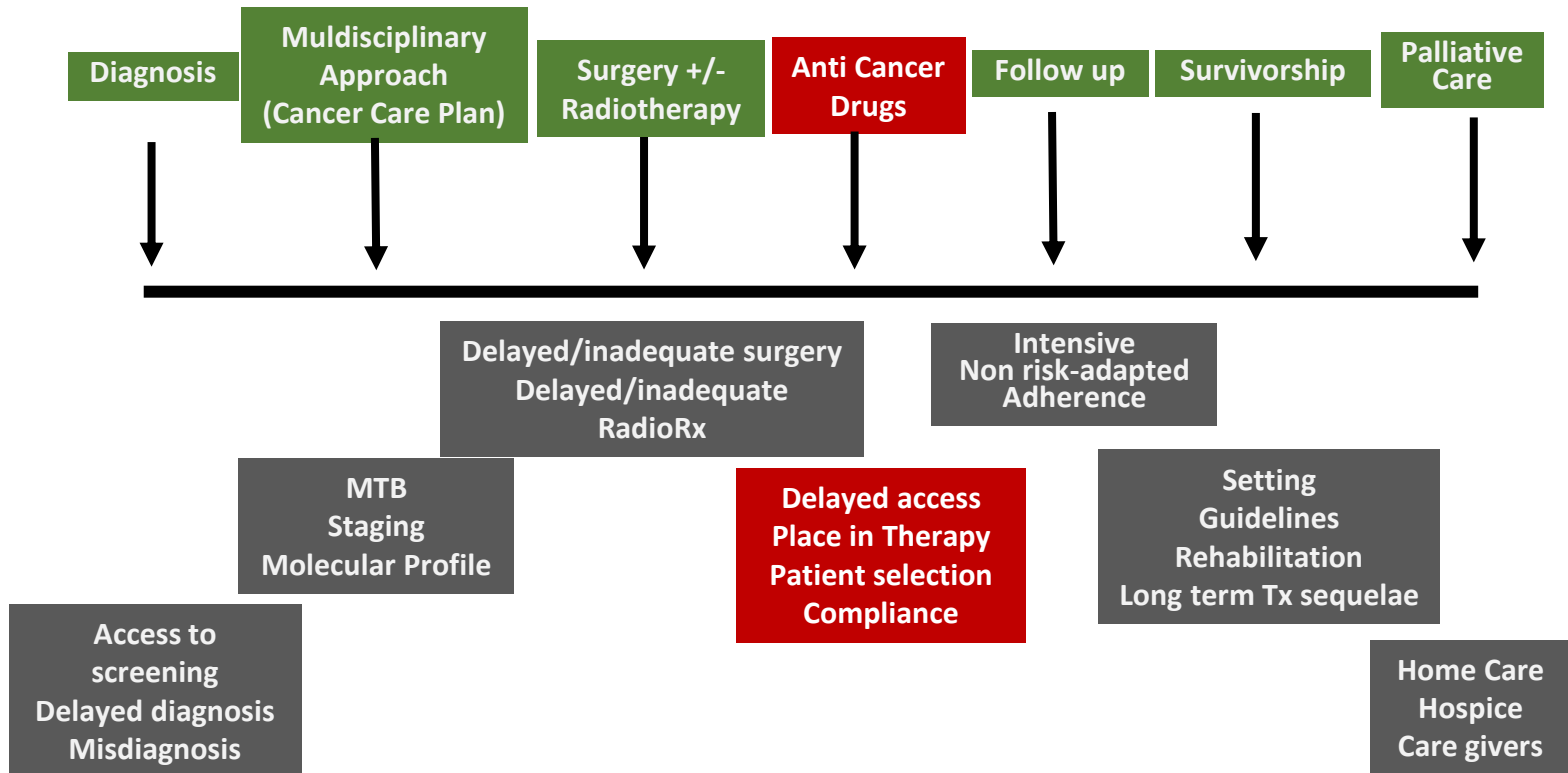 Diagnosis
Muldisciplinary
Approach
(Cancer Care Plan)
Surgery +/-
Radiotherapy
Anti Cancer
Drugs
Follow up
Survivorship
Palliative
Care
Delayed/inadequate surgery
Delayed/inadequate
RadioRx
Intensive
Non risk-adapted
Adherence
MTB
Staging
Molecular Profile
Delayed access
Place in Therapy
Patient selection
Compliance
Setting
Guidelines
Rehabilitation
Long term Tx sequelae
Access to
screening
Delayed diagnosis
Misdiagnosis
Home Care
Hospice
Care givers